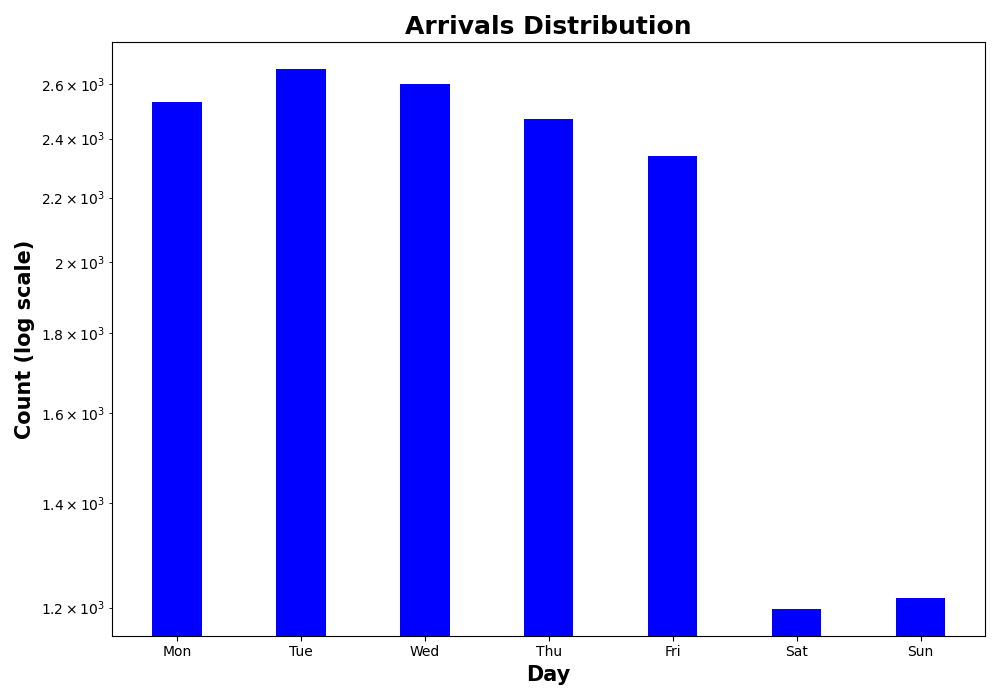 Arrivals Distribution
Count (log scale)
2.6 × 10³
2.4 × 10³
2.2 × 10³
2 × 10³
1.8 × 10³
1.6 × 10³
1.4 × 10³
1.2 × 10³
Mon Tue Wed Thu Fri Sat Sun
Day